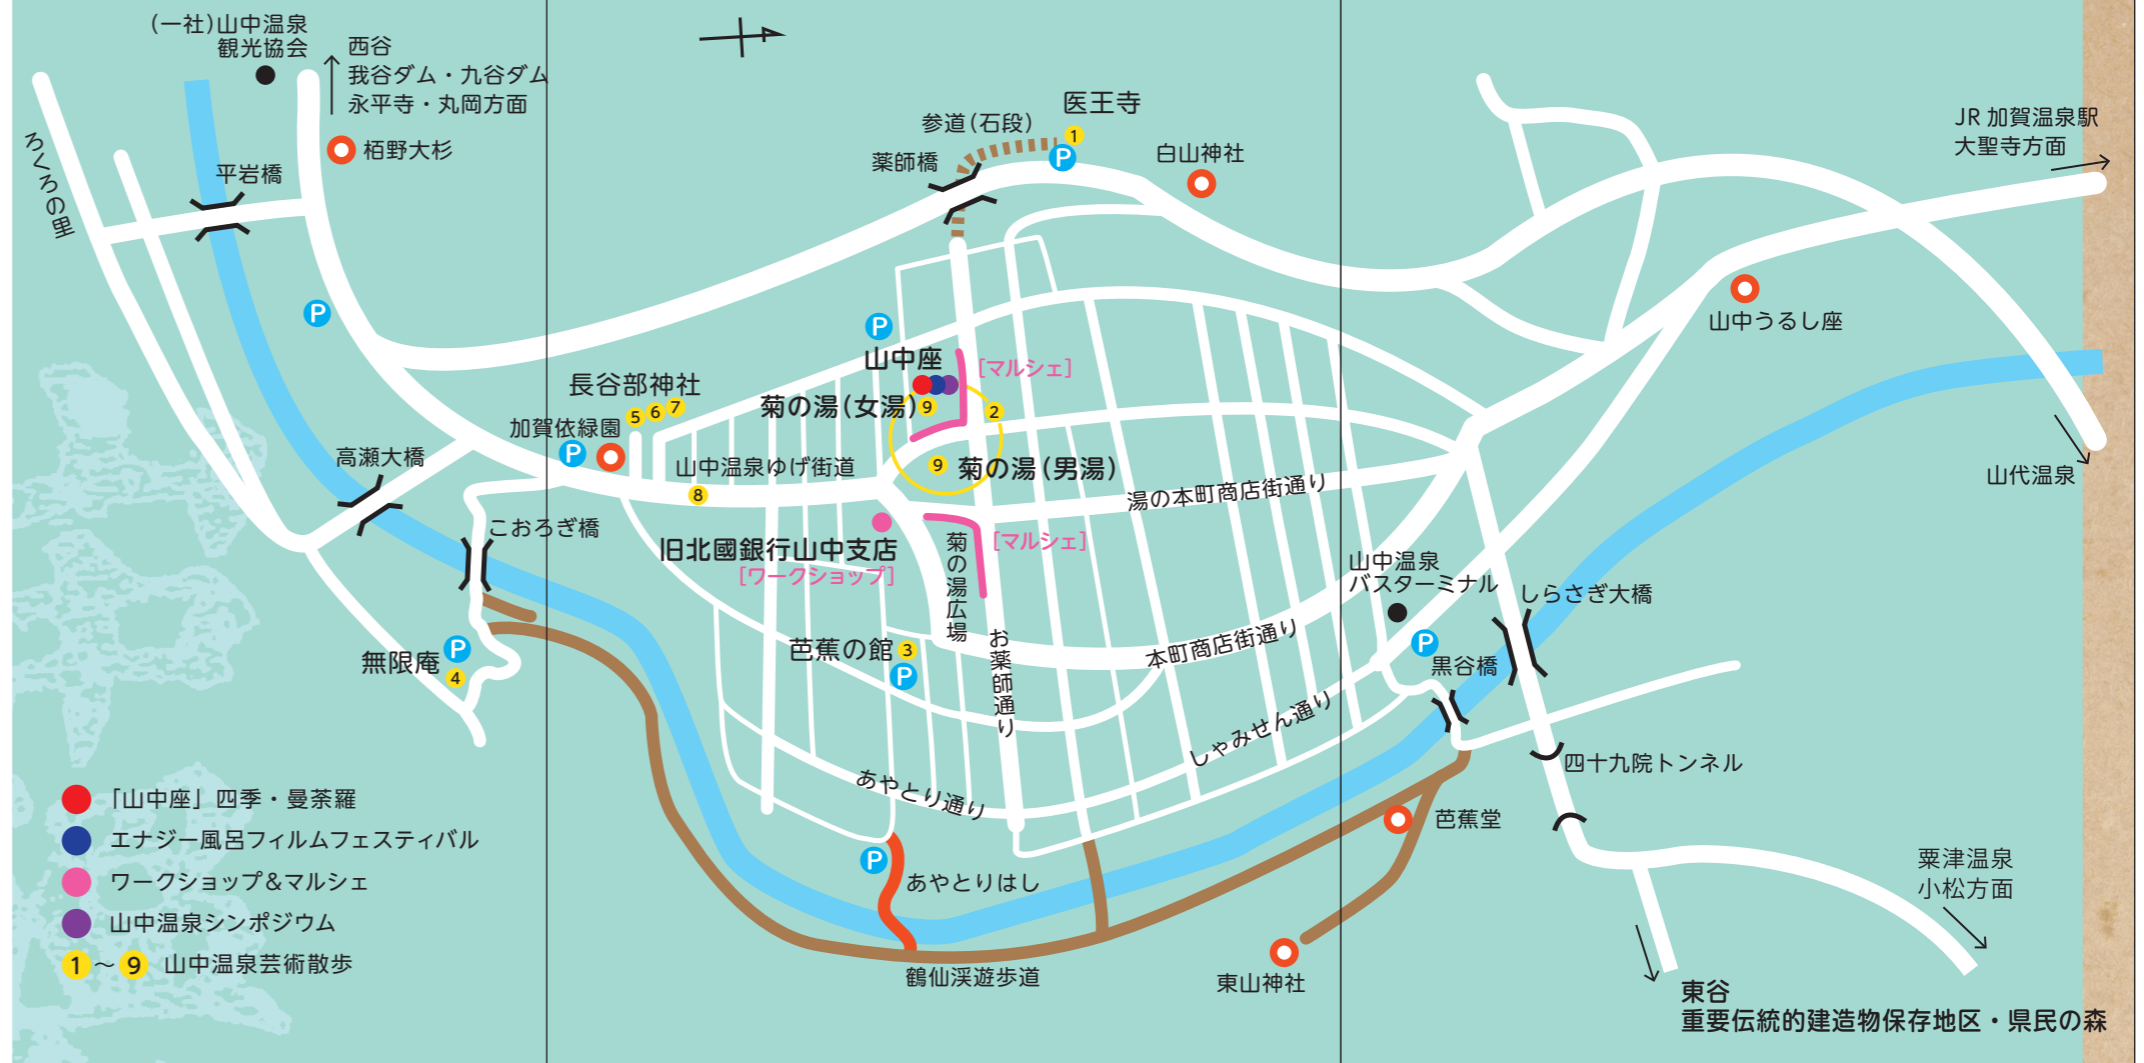 (一社)山中温泉
観光協会
西谷
我谷ダム・九谷ダム
永平寺・丸岡方面
栢野大杉
ろくろの里
平岩橋
P
医王寺
参道(石段)
1
P
薬師橋
白山神社
JR 加賀温泉駅
大聖寺方面
山中うるし座
山代温泉
P
山中座
[マルシェ]
長谷部神社
5 6 7
菊の湯(女湯)
9
2
加賀依緑園
P
高瀬大橋
山中温泉ゆげ街道
8
9
菊の湯(男湯)
湯の本町商店街通り
こおろぎ橋
旧北國銀行山中支店
[ワークショップ]
菊の湯広場
[マルシェ]
山中温泉
バスターミナル
P
しらさぎ大橋
無限庵
P
4
芭蕉の館
3
P
お薬師通り
本町商店街通り
黒谷橋
しゃみせん通り
あやとり通り
四十九院トンネル
P
あやとりはし
芭蕉堂
鶴仙渓遊歩道
東山神社
粟津温泉
小松方面
東谷
重要伝統的建造物保存地区・県民の森
「山中座」四季・曼荼羅
エナジー風呂フィルムフェスティバル
ワークショップ&マルシェ
山中温泉シンポジウム
1～9 山中温泉芸術散歩